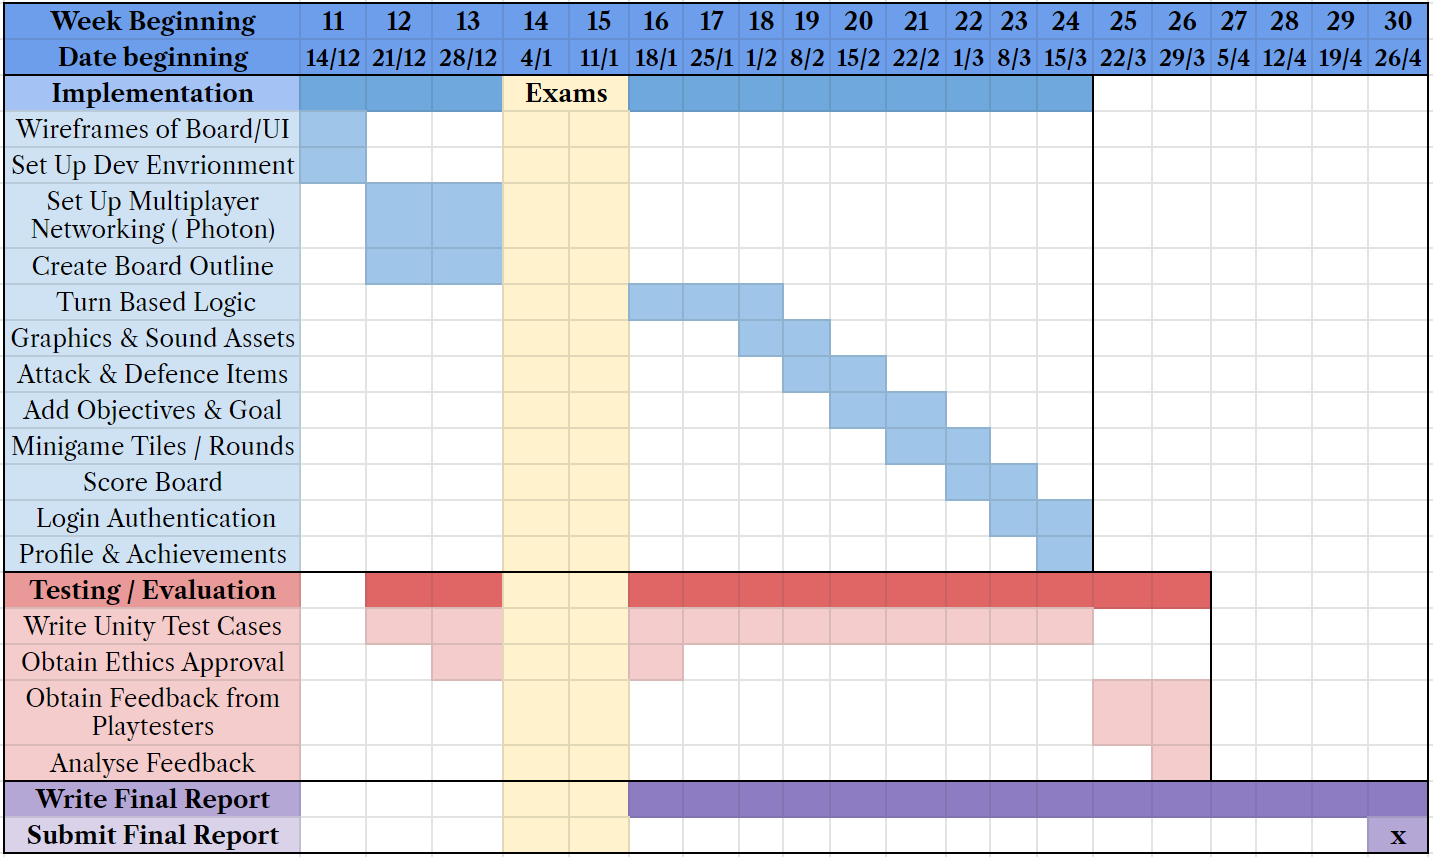 Week Beginning 11 12 13 14 15 16 17 18 19 20 21 22 23 24 25 26 27 28 29 30
Date beginning 14/12 21/12 28/12 4/1 11/1 18/1 25/1 1/2 8/2 15/2 22/2 1/3 8/3 15/3 22/3 29/3 5/4 12/4 19/4 26/4
Implementation Exams
Wireframes of Board/UI
Set Up Dev Envrionment
Set Up Multiplayer
Networking ( Photon)
Create Board Outline
Turn Based Logic
Graphics & Sound Assets
Attack & Defence Items
Add Objectives & Goal
Minigame Tiles / Rounds
Score Board
Login Authentication
Profile & Achievements
Testing / Evaluation
Write Unity Test Cases
Obtain Ethics Approval
Obtain Feedback from
Playtesters
Analyse Feedback
Write Final Report
Submit Final Report x